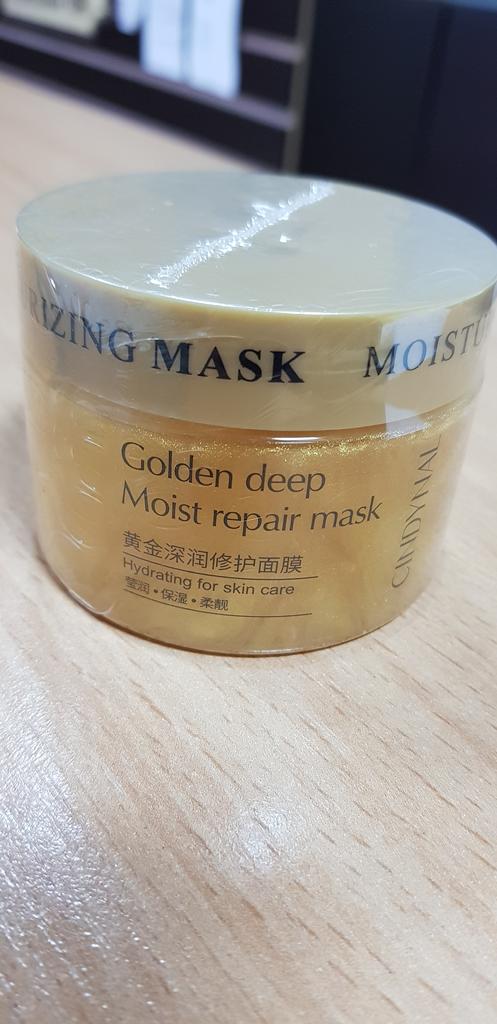 RIZING MASK MOISTU
Golden deep
Moist repair mask
黄金深润修护面膜
Hydrating for skin care
莹润•保湿•柔靓
CINDYNAL